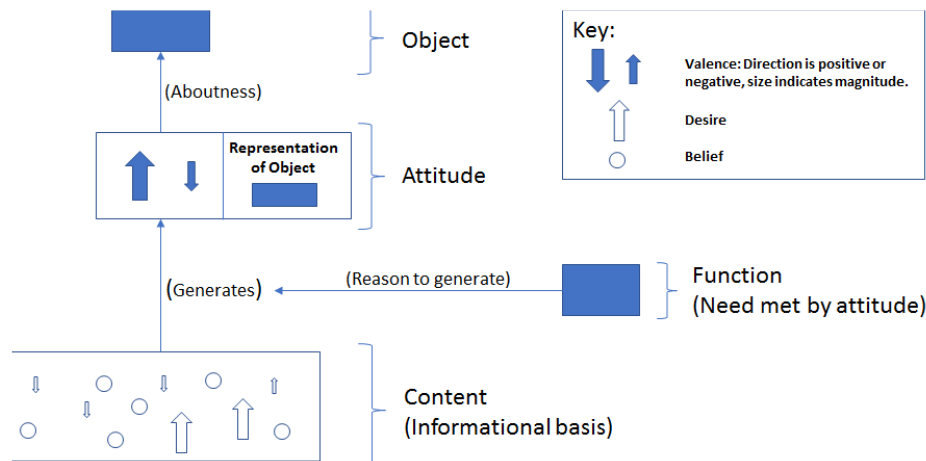 Object
(Aboutness)
Representation
of Object
Attitude
(Generates)
(Reason to generate)
Function
(Need met by attitude)
Content
(Informational basis)
Key:
Valence: Direction is positive or
negative, size indicates magnitude.
Desire
Belief